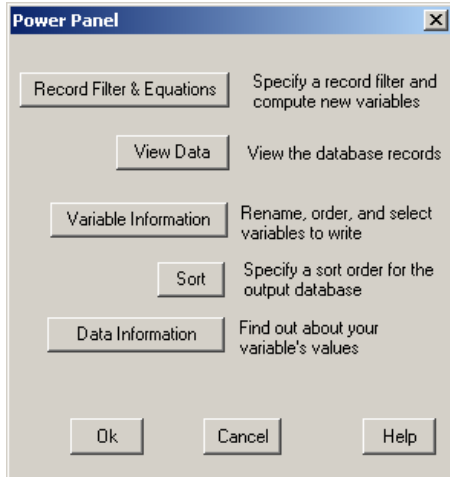 Power Panel
Record Filter & Equations
Specify a record filter and
compute new variables
View Data
View the database records
Variable Information
Rename, order, and select
variables to write
Sort
Specify a sort order for the
output database
Data Information
Find out about your
variable's values
Ok
Cancel
Help